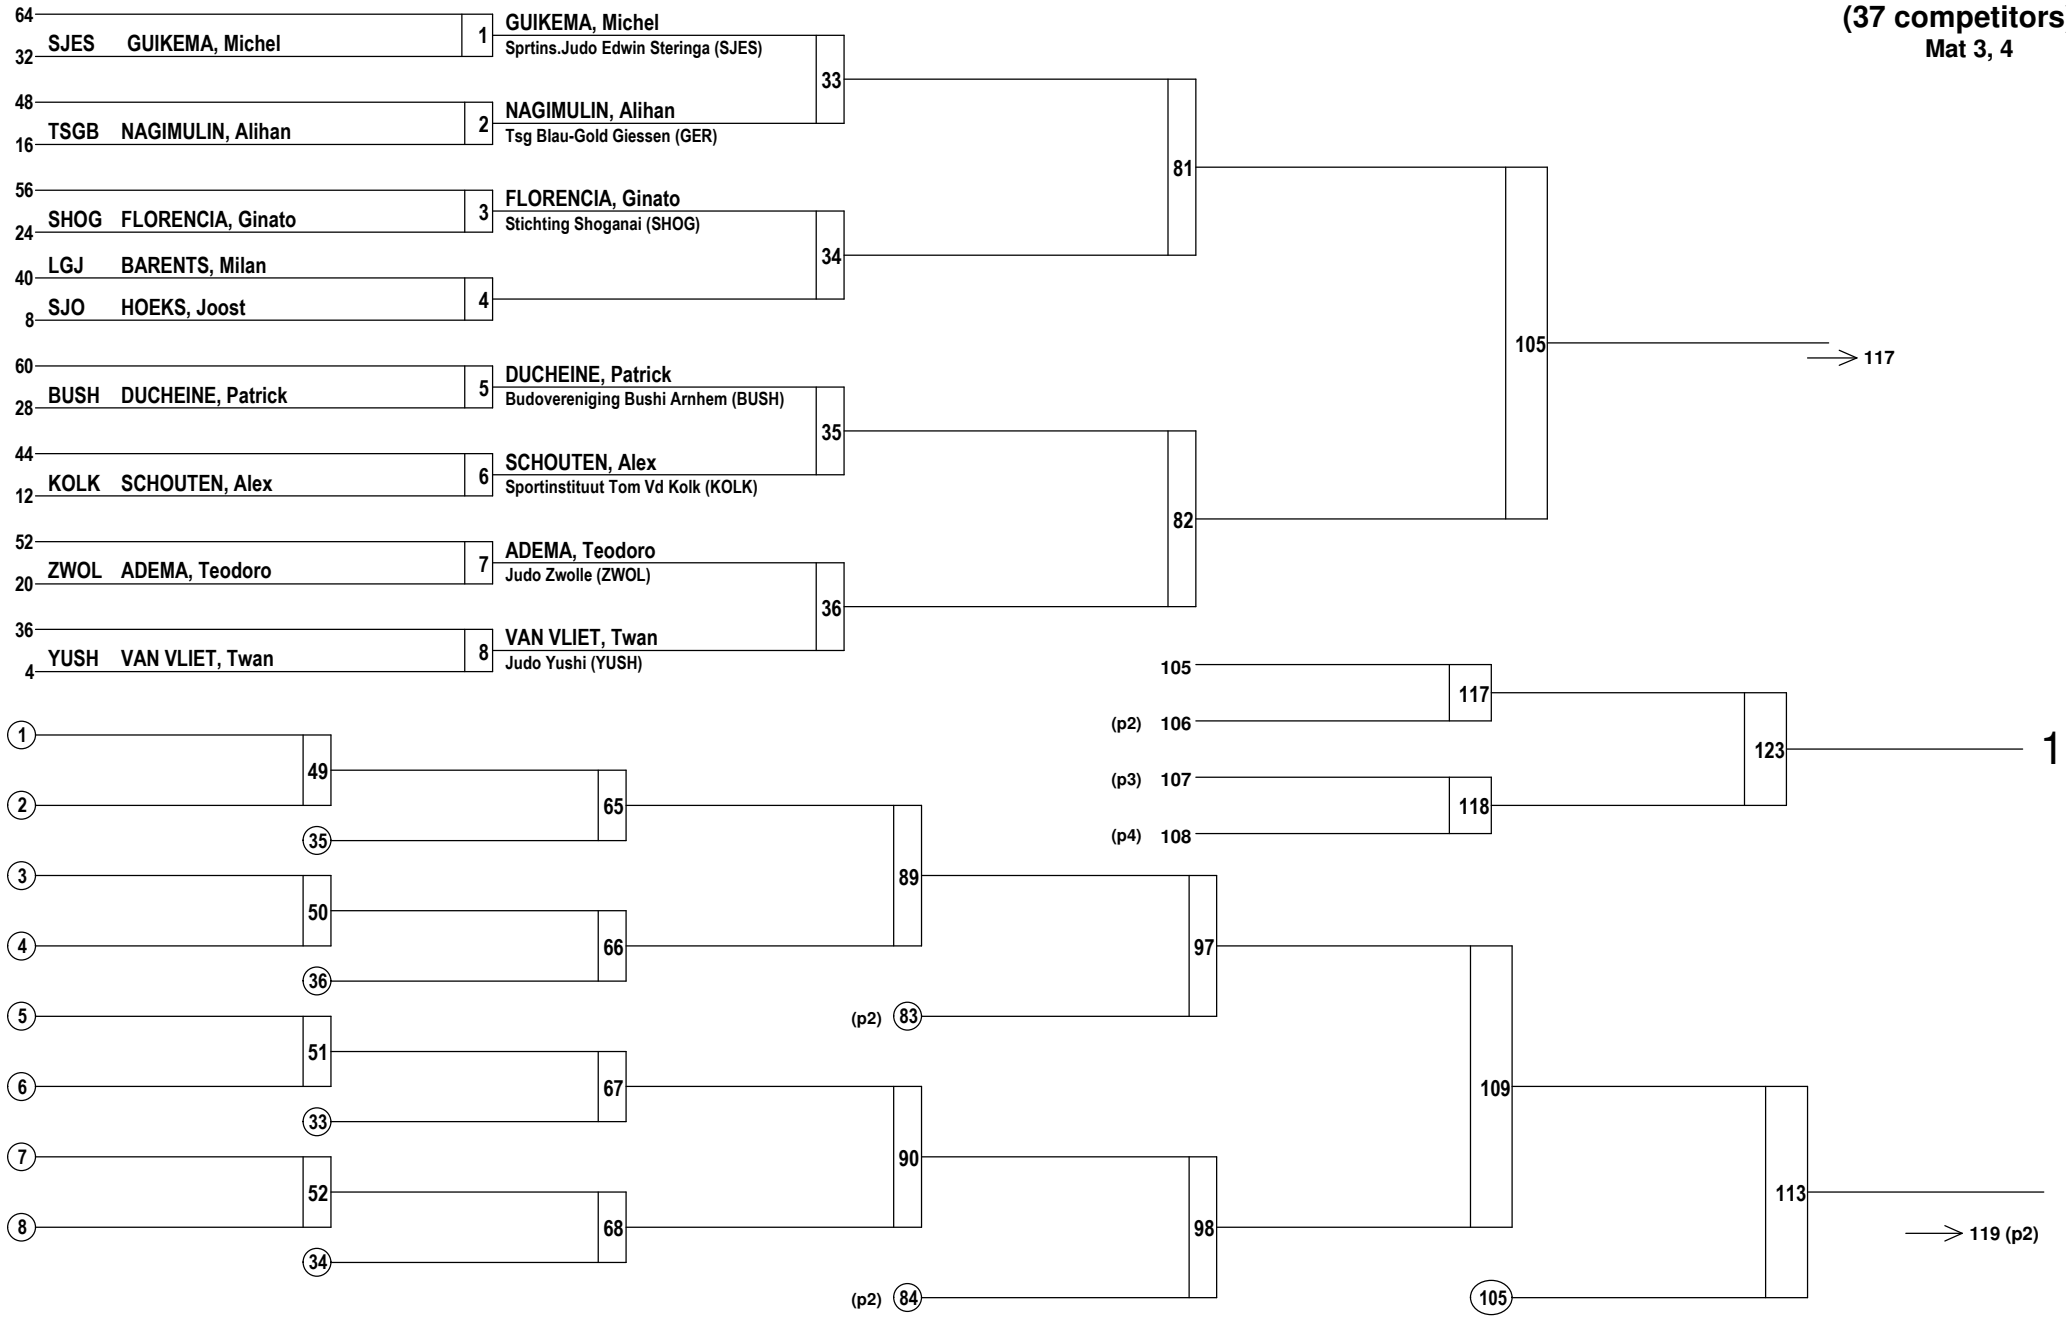 (37 competitors)
Mat 3, 4
64
SJES GUIKEMA, Michel
32
1
GUIKEMA, Michel
Sprtins.Judo Edwin Steringa (SJES)
33
48
TSGB NAGIMULIN, Alihan
16
2
NAGIMULIN, Alihan
Tsg Blau-Gold Giessen (GER)
81
56
SHOG FLORENCIA, Ginato
24
3
FLORENCIA, Ginato
Stichting Shoganai (SHOG)
34
LGJ BARENTS, Milan
40
SJO HOEKS, Joost
8
4
105
→ 117
60
BUSH DUCHEINE, Patrick
28
5
DUCHEINE, Patrick
Budovereniging Bushi Arnhem (BUSH)
35
44
KOLK SCHOUTEN, Alex
12
6
SCHOUTEN, Alex
Sportinstituut Tom Vd Kolk (KOLK)
82
52
ZWOL ADEMA, Teodoro
20
7
ADEMA, Teodoro
Judo Zwolle (ZWOL)
36
36
YUSH VAN VLIET, Twan
4
8
VAN VLIET, Twan
Judo Yushi (YUSH)
105
117
(p2) 106
123
1
(p3) 107
118
(p4) 108
1
49
2
65
35
3
89
50
4
66
97
36
5
(p2) 83
51
6
67
109
33
7
90
52
113
8
68
98
→ 119 (p2)
34
(p2) 84
105